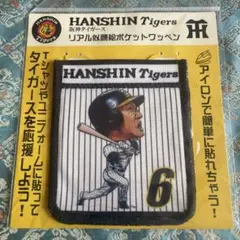 HANSHIN Tigers
阪神タイガース
リアル似顔絵ポケットワッペン
HANSHIN Tigers
6
アイロンで簡単に貼れちゃう!
Tシャツやユニフォームに貼って
タイガースを応援しよう!